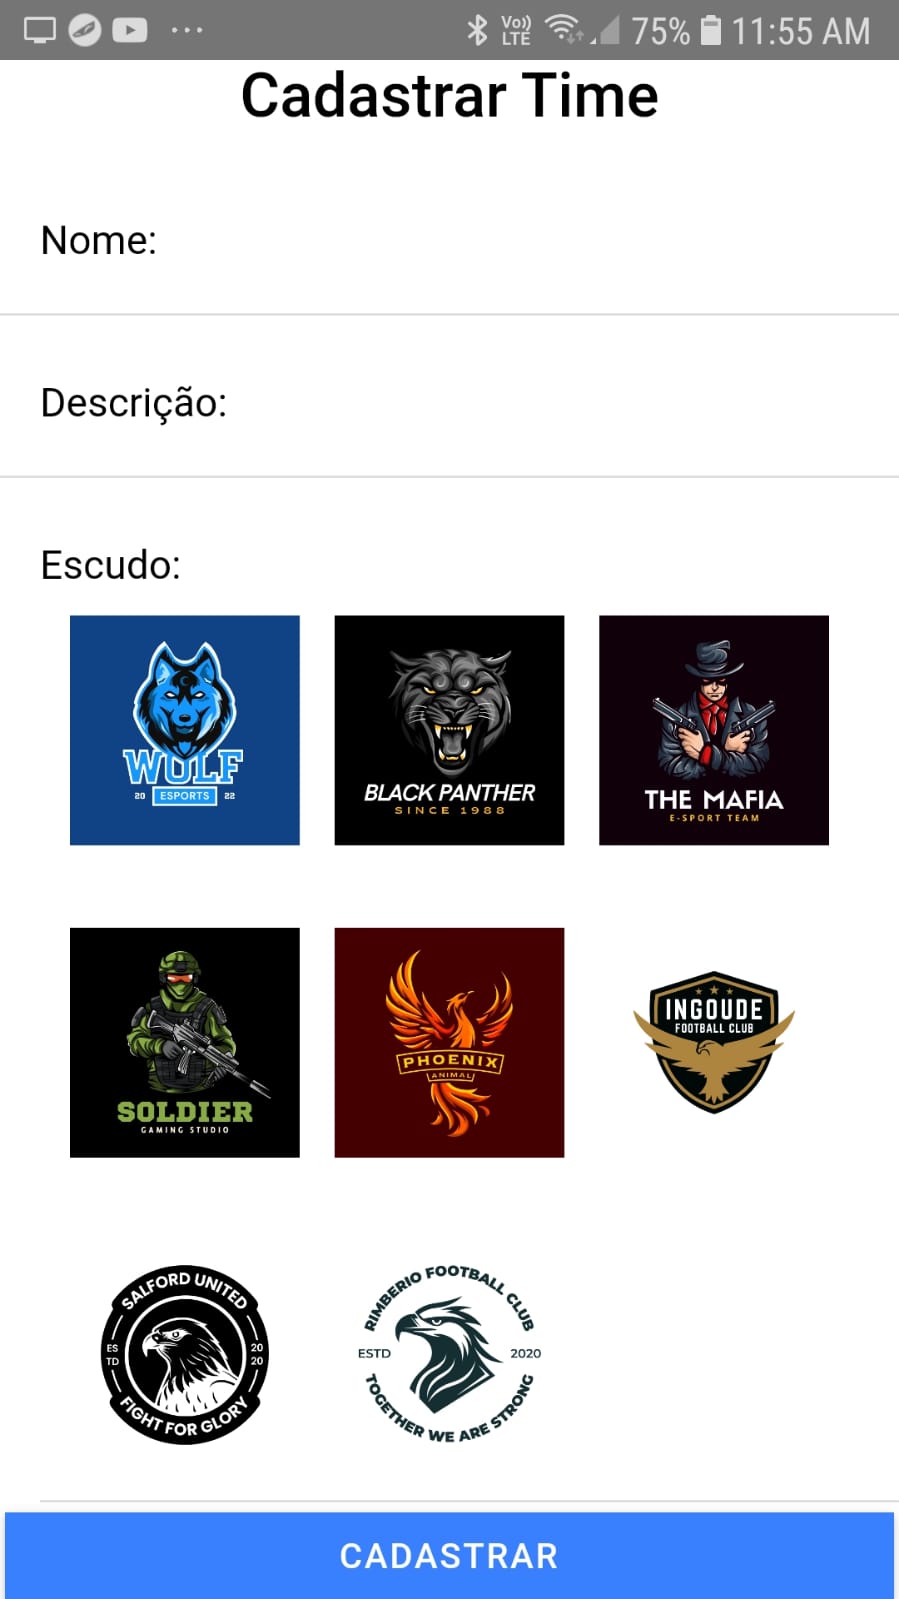 Vo)) LTE 75% 11:55 AM
Cadastrar Time
Nome:
Descrição:
Escudo:
WOLF
20 ESPORTS 22
BLACK PANTHER
SINCE 1988
THE MAFIA
E-SPORT TEAM
SOLDIER
GAMING STUDIO
PHOENIX
ANIMAL
INGOUDE
FOOTBALL CLUB
SALFORD UNITED
ES TD 20 20
FIGHT FOR GLORY
RIMBERIO FOOTBALL CLUB
ESTD 2020
TOGETHER WE ARE STRONG
CADASTRAR